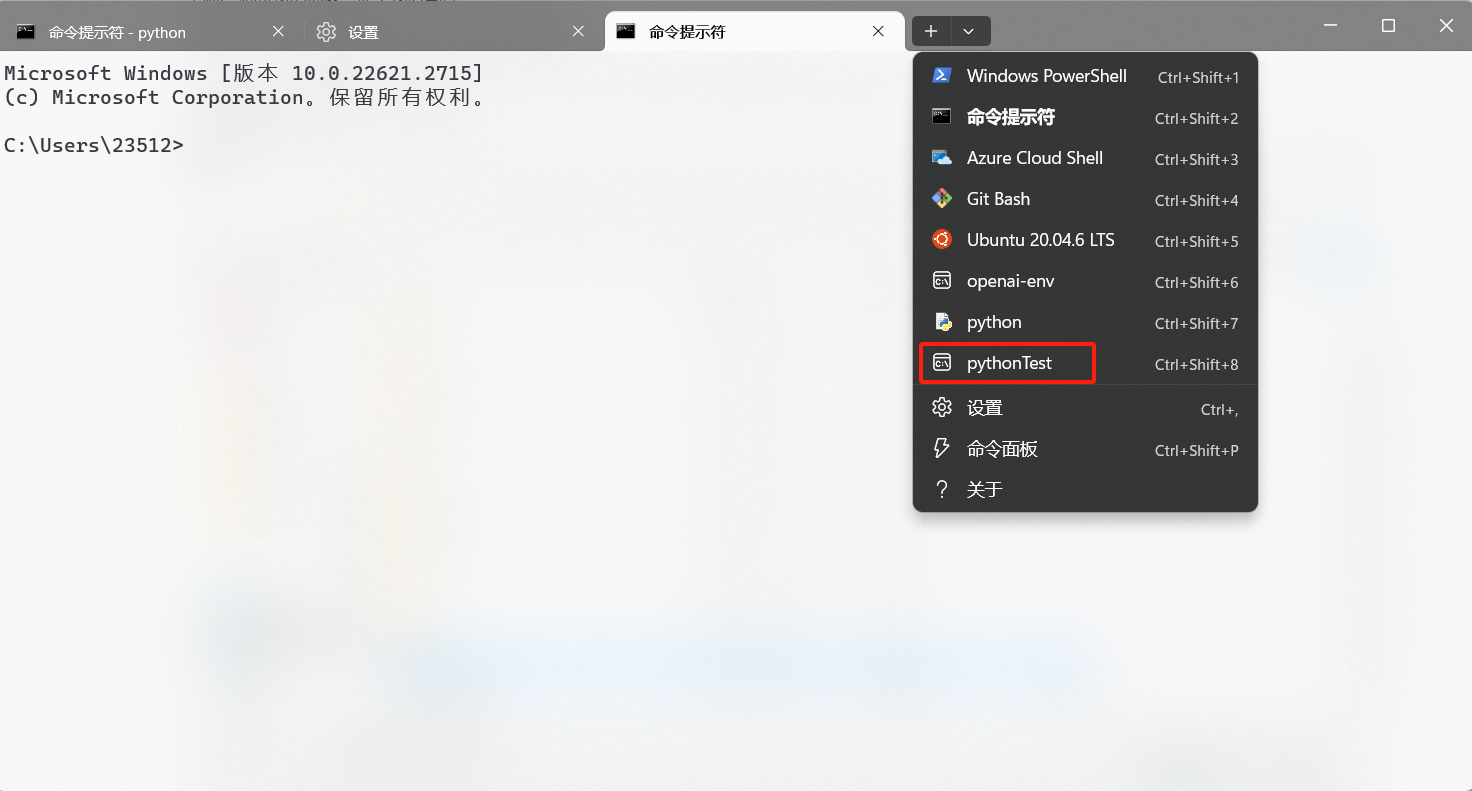 命令提示符 - python
设置
命令提示符
Microsoft Windows [版本 10.0.22621.2715]
(c) Microsoft Corporation。保留所有权利。
C:\Users\23512>
Windows PowerShell Ctrl+Shift+1
命令提示符 Ctrl+Shift+2
Azure Cloud Shell Ctrl+Shift+3
Git Bash Ctrl+Shift+4
Ubuntu 20.04.6 LTS Ctrl+Shift+5
openai-env Ctrl+Shift+6
python Ctrl+Shift+7
pythonTest Ctrl+Shift+8
设置 Ctrl+,
命令面板 Ctrl+Shift+P
关于